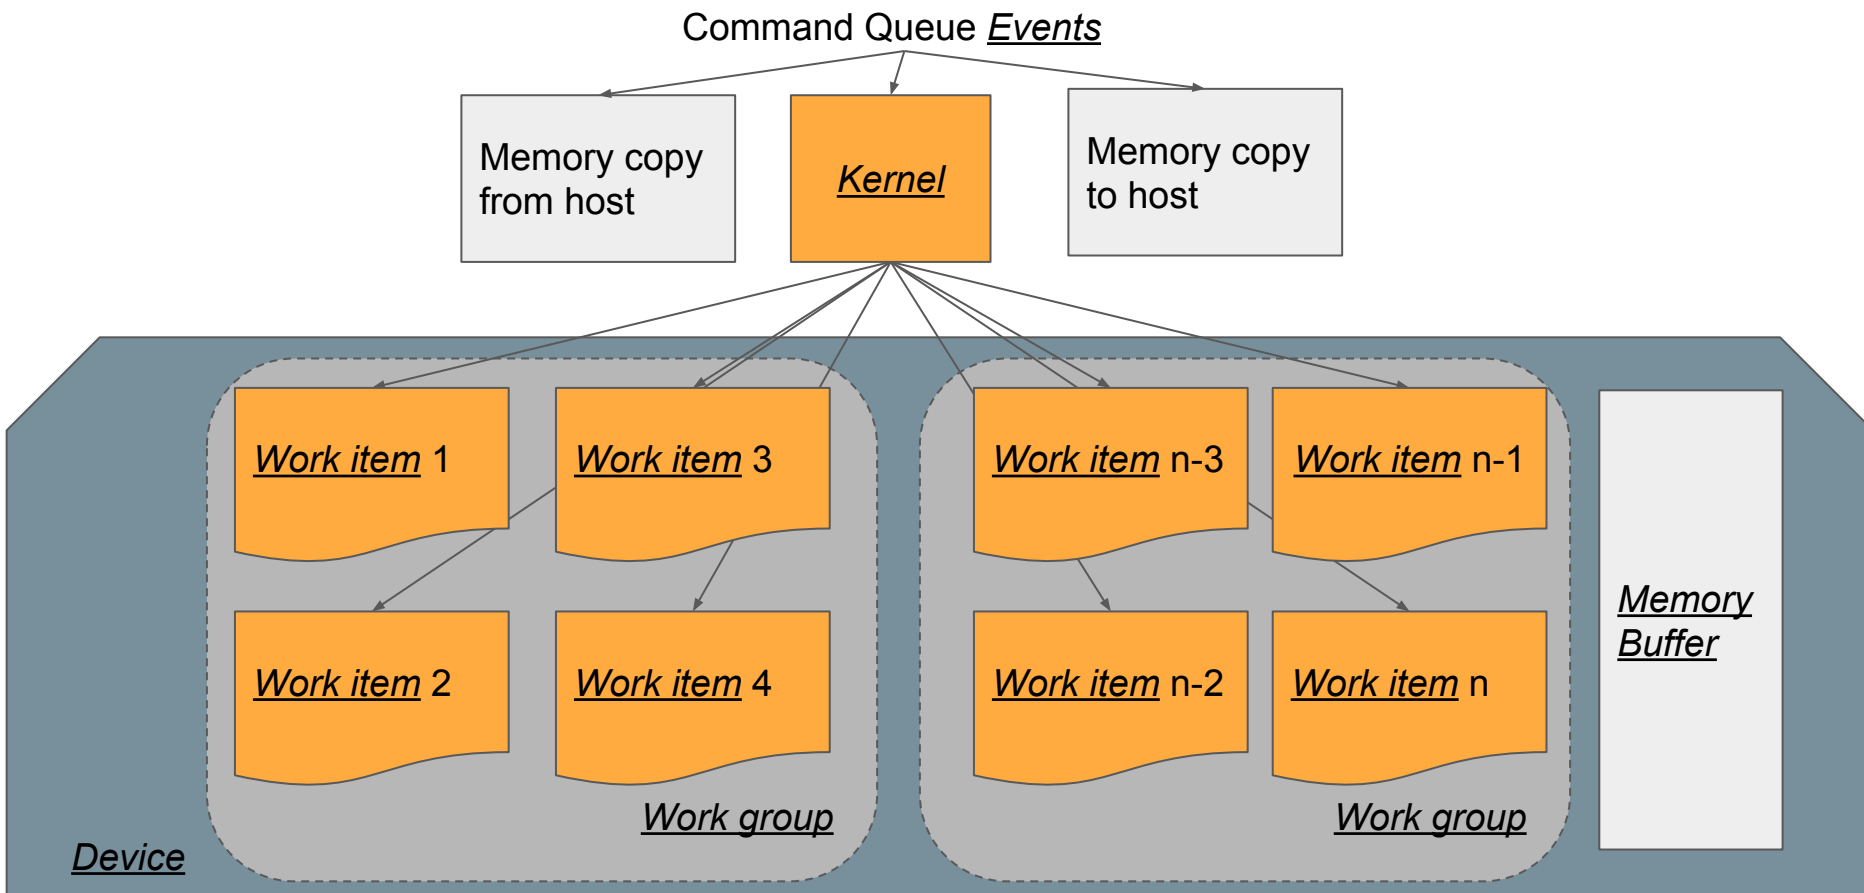 Command Queue Events
Memory copy
from host
Kernel
Memory copy
to host
Work item 1
Work item 3
Work item n-3
Work item n-1
Work item 2
Work item 4
Work item n-2
Work item n
Memory
Buffer
Work group
Work group
Device